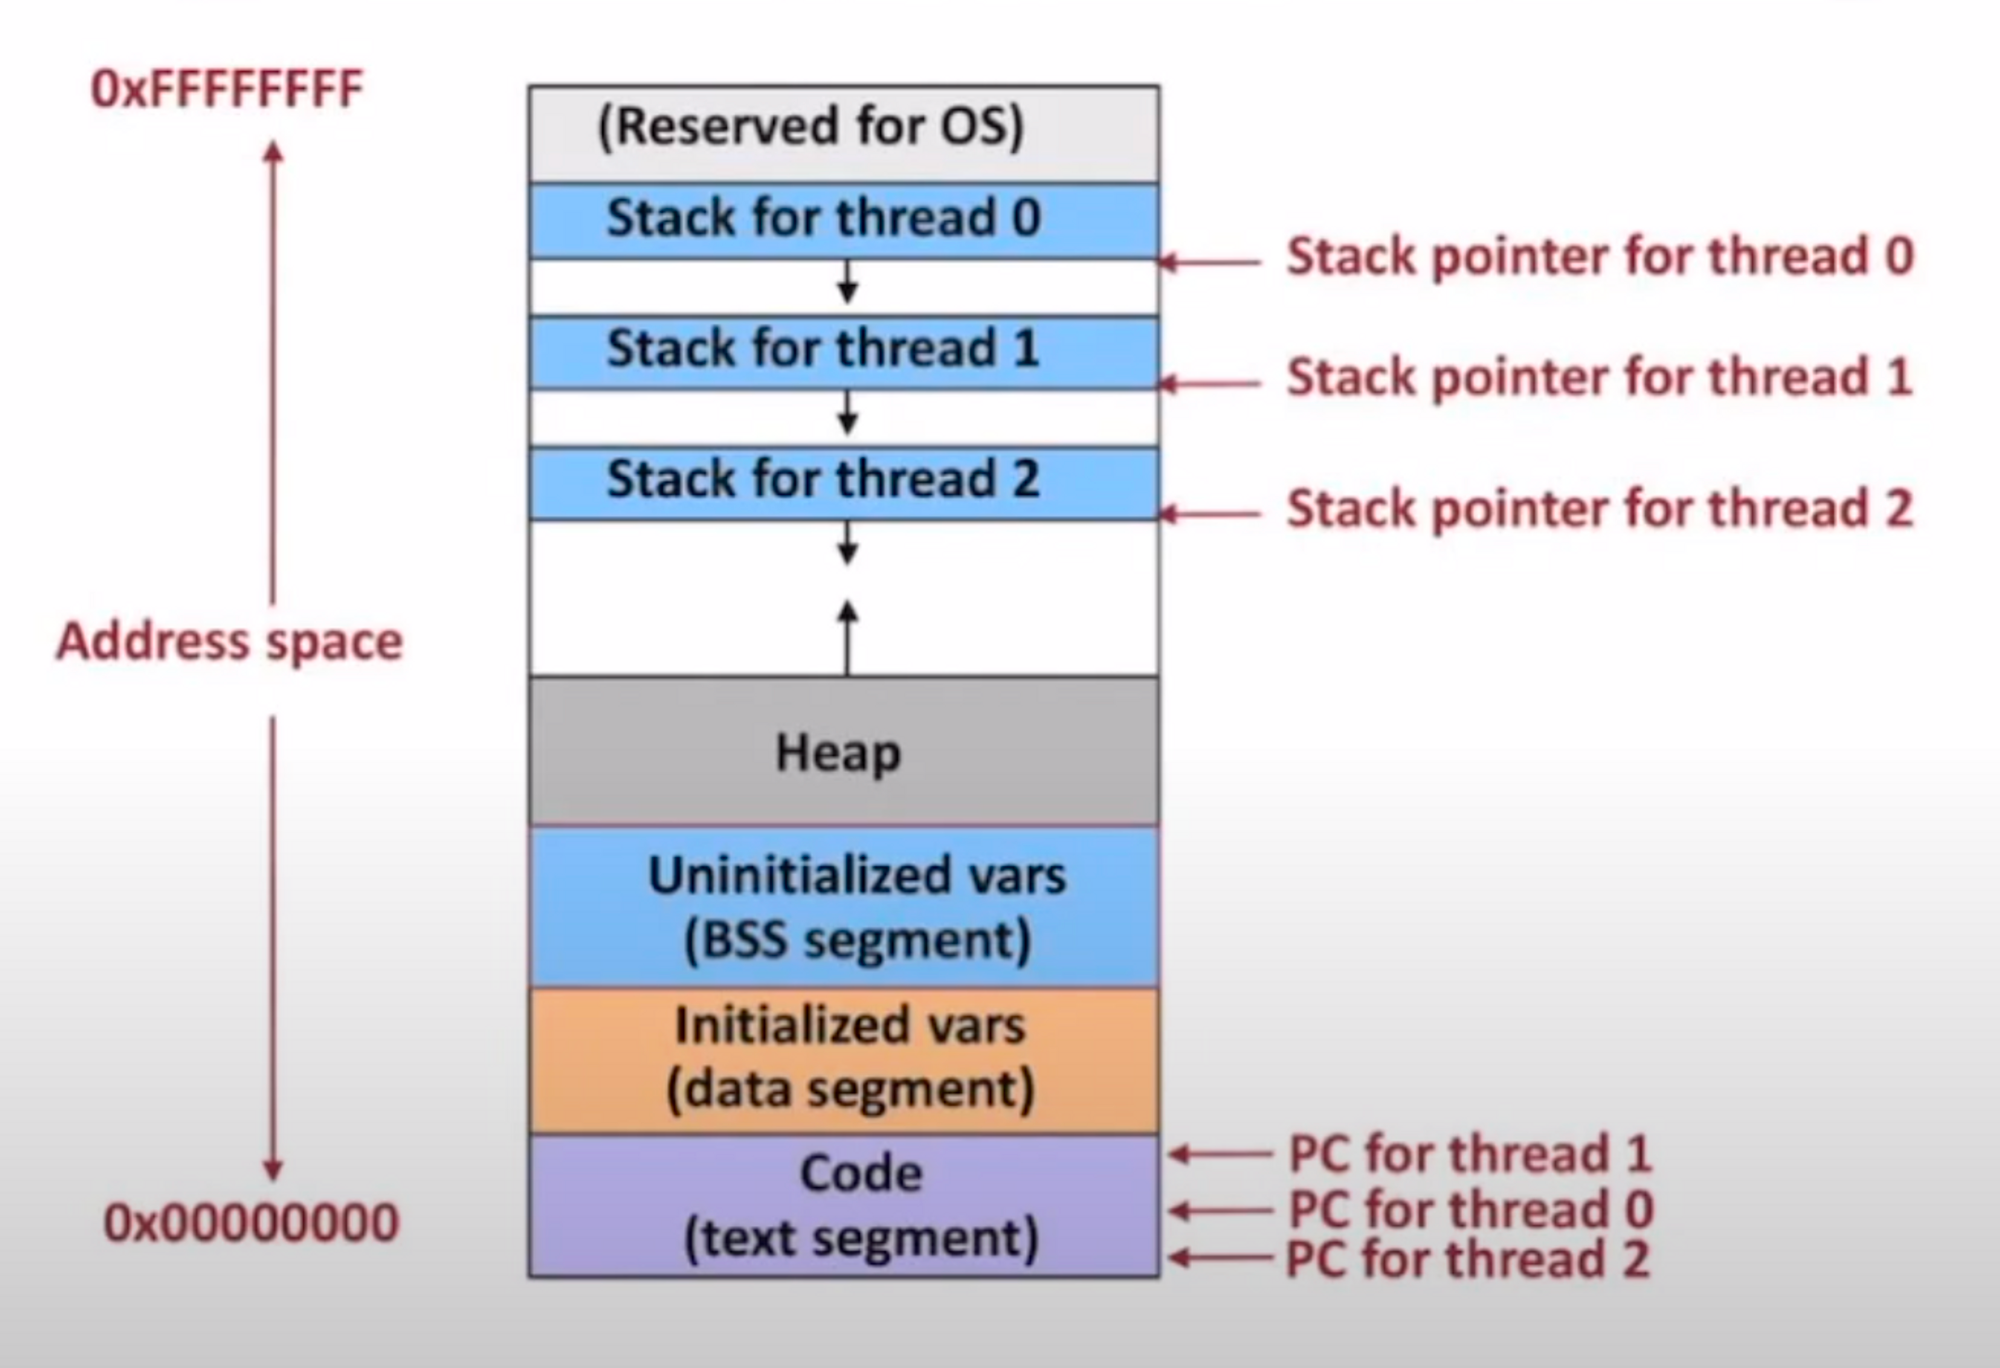 0xFFFFFFFF
(Reserved for OS)
Stack for thread 0
Stack pointer for thread 0
Stack for thread 1
Stack pointer for thread 1
Stack for thread 2
Stack pointer for thread 2
Address space
Heap
Uninitialized vars
(BSS segment)
Initialized vars
(data segment)
Code
(text segment)
PC for thread 1
PC for thread 0
PC for thread 2
0x00000000